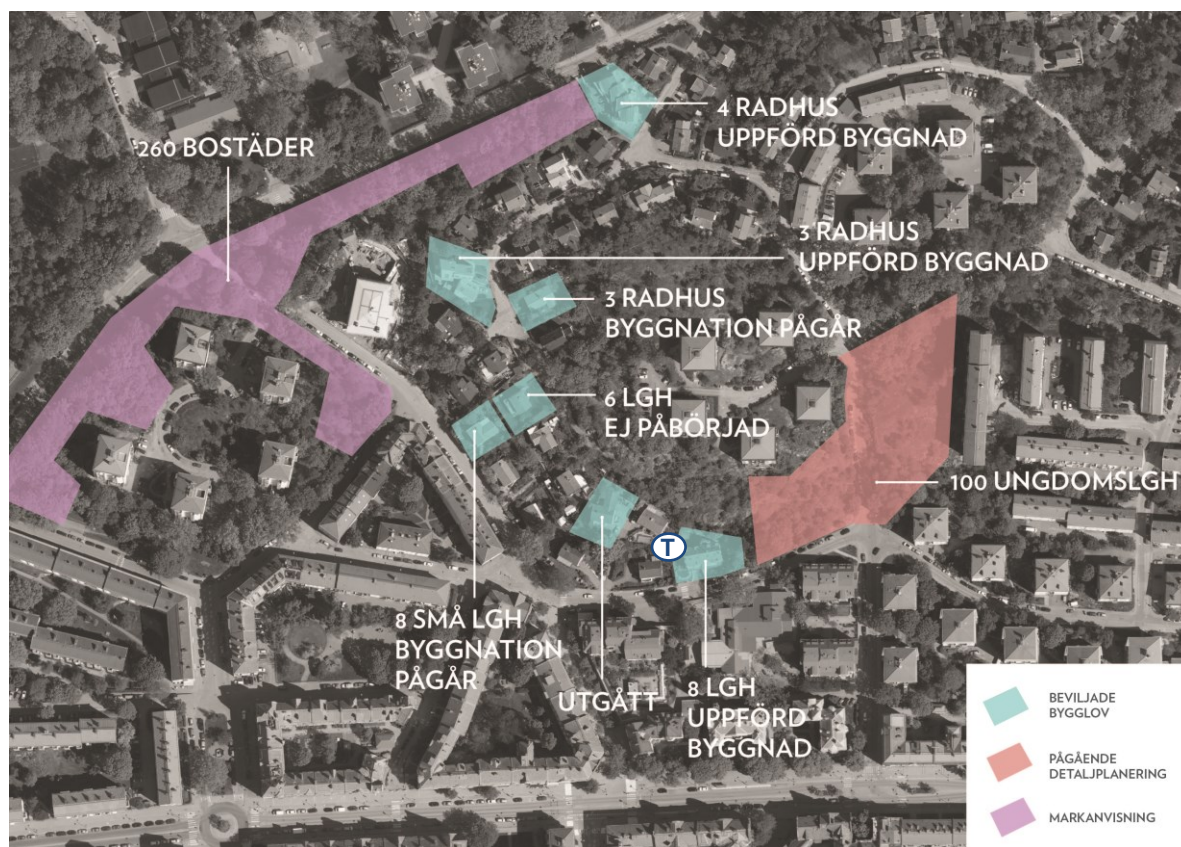 4 RADHUS
UPPFÖRD BYGGNAD
260 BOSTÄDER
3 RADHUS
UPPFÖRD BYGGNAD
3 RADHUS
BYGGNATION PÅGÅR
6 LGH
EJ PÅBÖRJAD
100 UNGDOMSLGH
T
8 SMÅ LGH
BYGGNATION
PÅGÅR
UTGÅTT
8 LGH
UPPFÖRD
BYGGNAD
BEVILJADE
BYGGLOV
PÅGÅENDE
DETALJPLANERING
MARKANVISNING